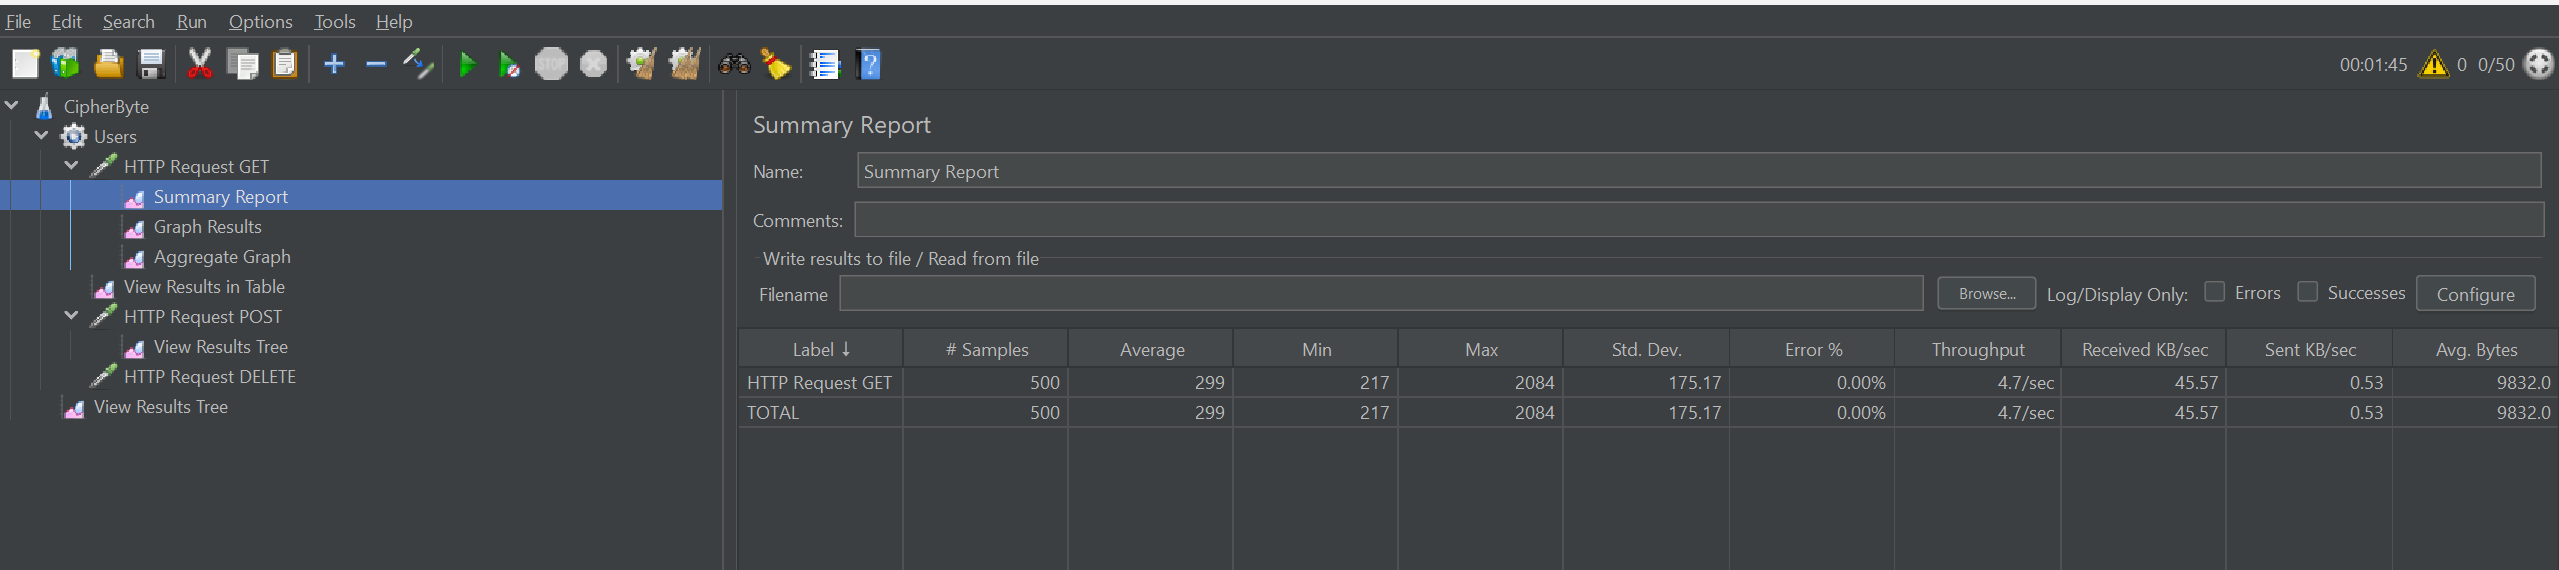 File Edit Search Run Options Tools Help
STOP
00:01:45 0 0/50
CipherByte
Users
HTTP Request GET
Summary Report
Graph Results
Aggregate Graph
View Results in Table
HTTP Request POST
View Results Tree
HTTP Request DELETE
View Results Tree
Summary Report
Name: Summary Report
Comments:
Write results to file / Read from file
Filename Browse... Log/Display Only: Errors Successes Configure
Label ↓ # Samples Average Min Max Std. Dev. Error % Throughput Received KB/sec Sent KB/sec Avg. Bytes
HTTP Request GET 500 299 217 2084 175.17 0.00% 4.7/sec 45.57 0.53 9832.0
TOTAL 500 299 217 2084 175.17 0.00% 4.7/sec 45.57 0.53 9832.0